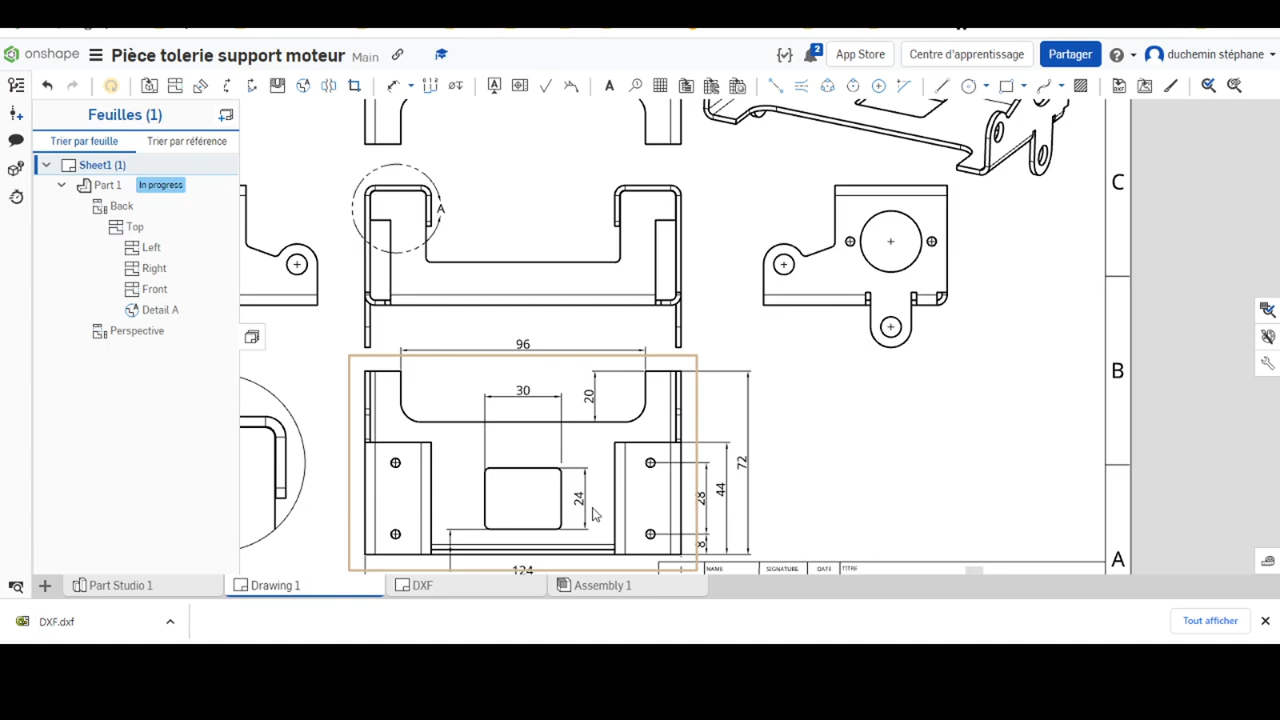 onshape Pièce tolerie support moteur Main 2 App Store Centre d'apprentissage Partager duchemin stéphane
Feuilles (1)
Trier par feuille Trier par référence
Sheet1 (1)
Part 1 In progress
Back
Top
Left
Right
Front
Detail A
Perspective
A
96
30
20
24
28
8
44
72
124
C
B
A
NAME SIGNATURE DATE TITRE
Part Studio 1 Drawing 1 DXF Assembly 1
DXF.dxf Tout afficher